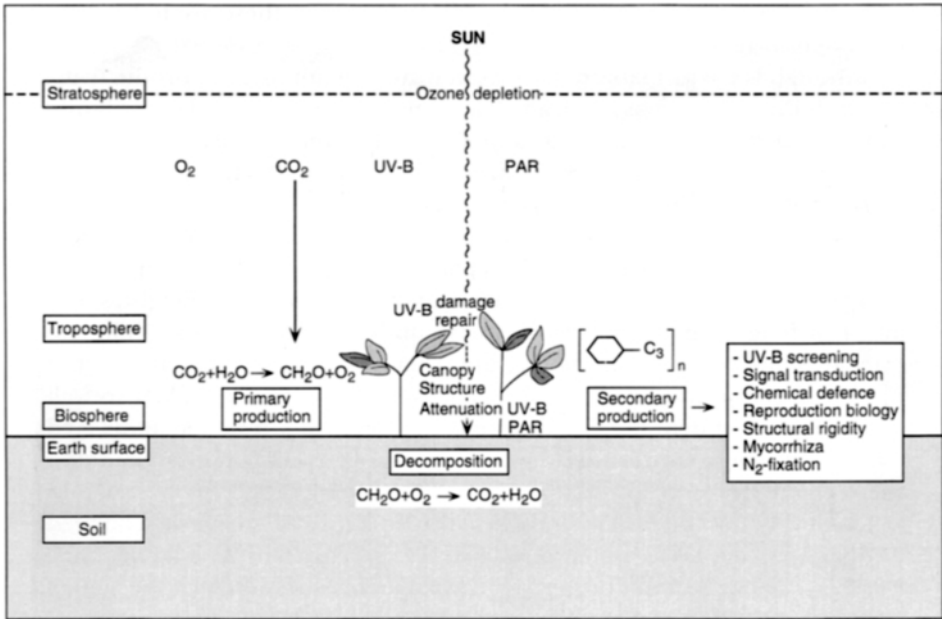 SUN
Stratosphere
Ozone depletion
O₂ CO₂ UV-B PAR
Troposphere
UV-B damage
repair
CO₂+H₂O → CH₂O+O₂
Primary
production
Canopy
Structure
Attenuation UV-B
PAR
[ – C₃ ]n
Secondary
production
- UV-B screening
- Signal transduction
- Chemical defence
- Reproduction biology
- Structural rigidity
- Mycorrhiza
- N₂-fixation
Biosphere
Earth surface
Decomposition
CH₂O+O₂ → CO₂+H₂O
Soil